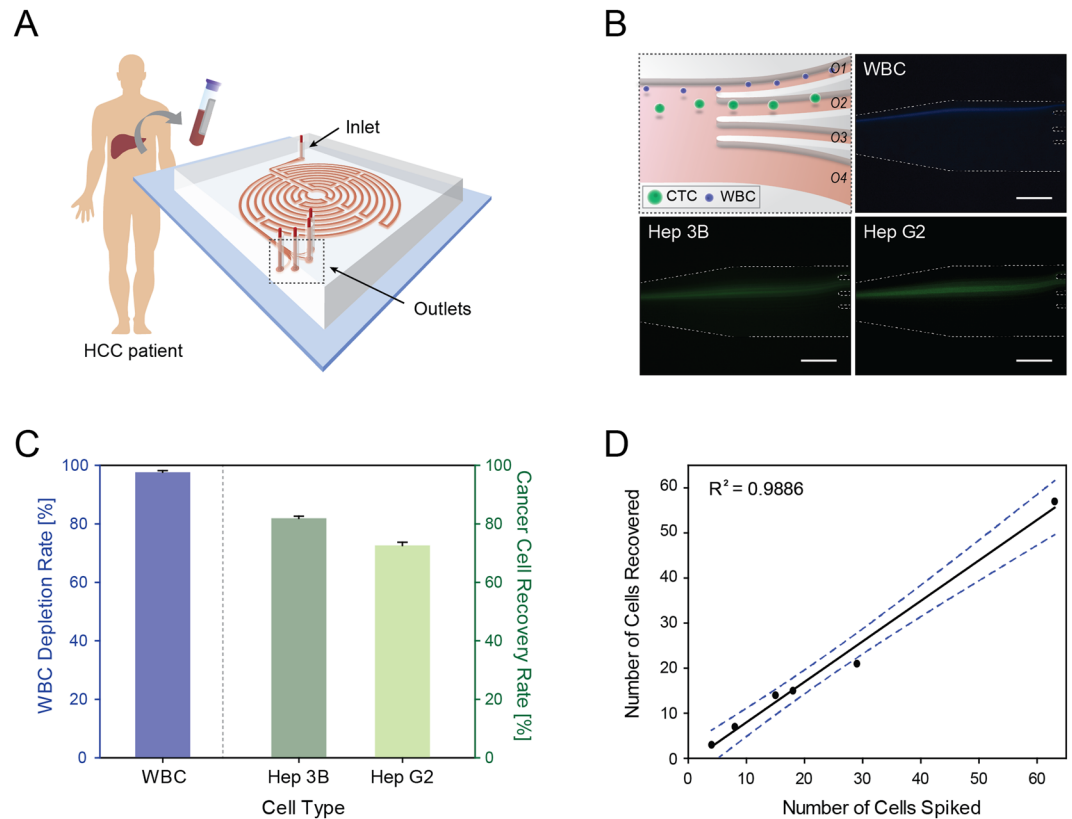 A
Inlet
Outlets
HCC patient
B
O1
O2
O3
O4
CTC
WBC
WBC
Hep 3B
Hep G2
C
100
80
60
40
20
0
WBC Depletion Rate [%]
100
80
60
40
20
0
Cancer Cell Recovery Rate [%]
WBC
Hep 3B
Hep G2
Cell Type
D
R² = 0.9886
60
50
40
30
20
10
0
Number of Cells Recovered
0
10
20
30
40
50
60
Number of Cells Spiked